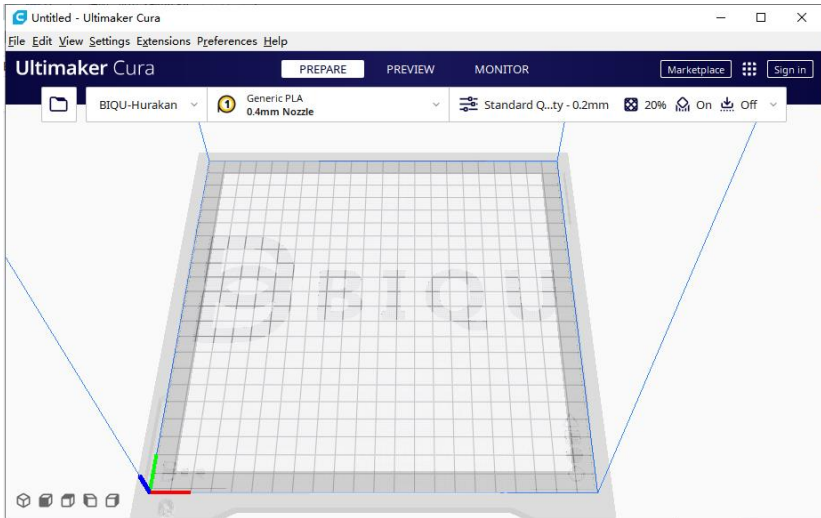 Untitled - Ultimaker Cura
File Edit View Settings Extensions Preferences Help
Ultimaker Cura PREPARE PREVIEW MONITOR Marketplace Sign in
BIQU-Hurakan 1 Generic PLA Standard Q...ty - 0.2mm 20% On Off
0.4mm Nozzle
BIQU